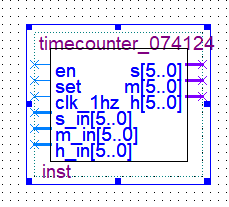 timecounter_074124
en s[5..0]
set m[5..0]
clk_1hz h[5..0]
s_in[5..0]
m_in[5..0]
h_in[5..0]
inst